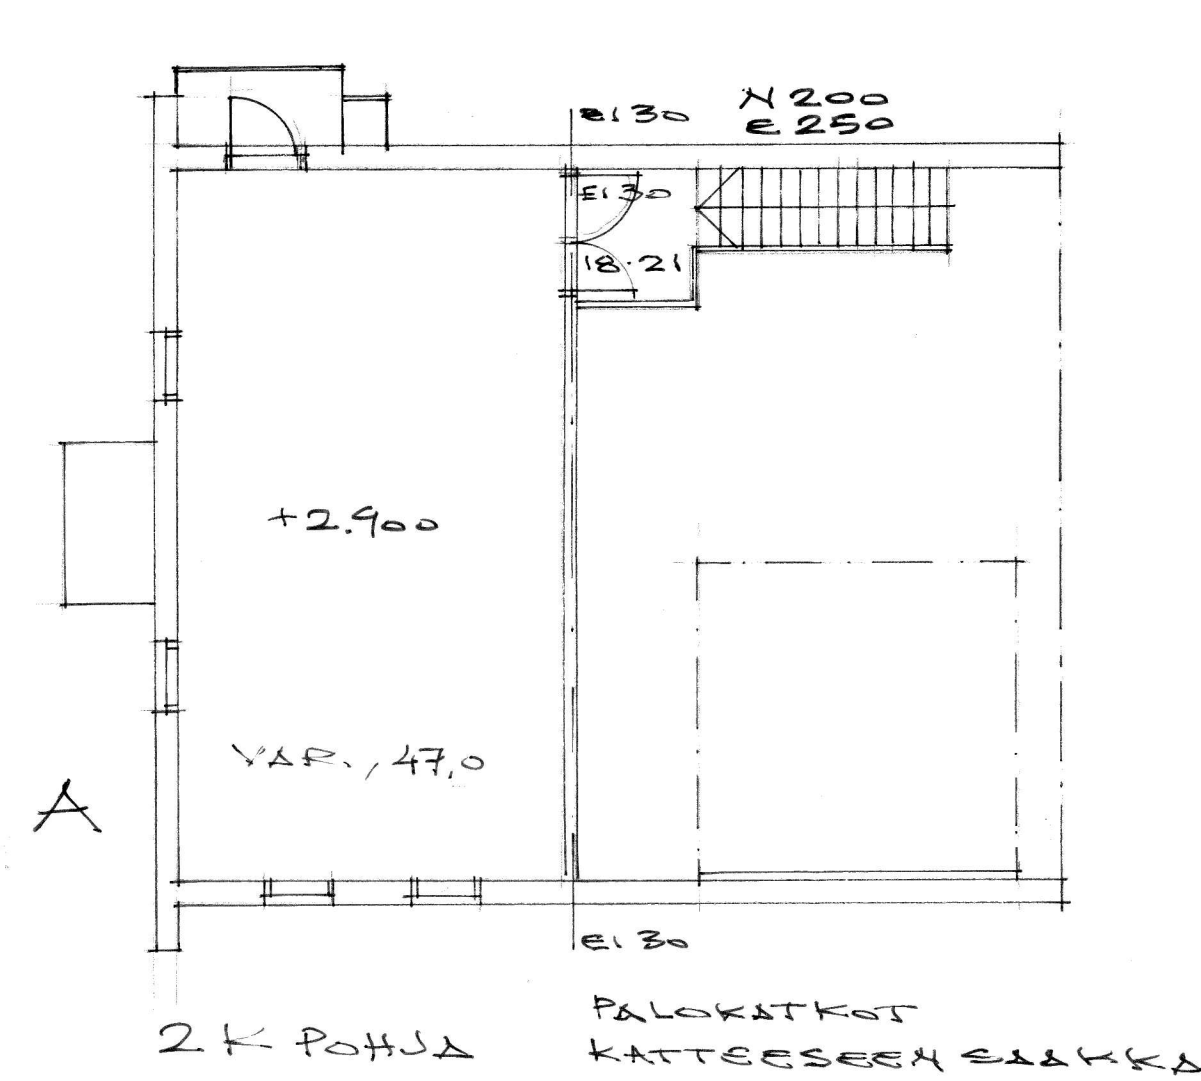 EI 30
N 200
E 250
EI 30
18.21
+2.900
VAR., 47,0
A
EI 30
2 K POHJA
PALOKATKOT
KATTEESEEN SAAKKA